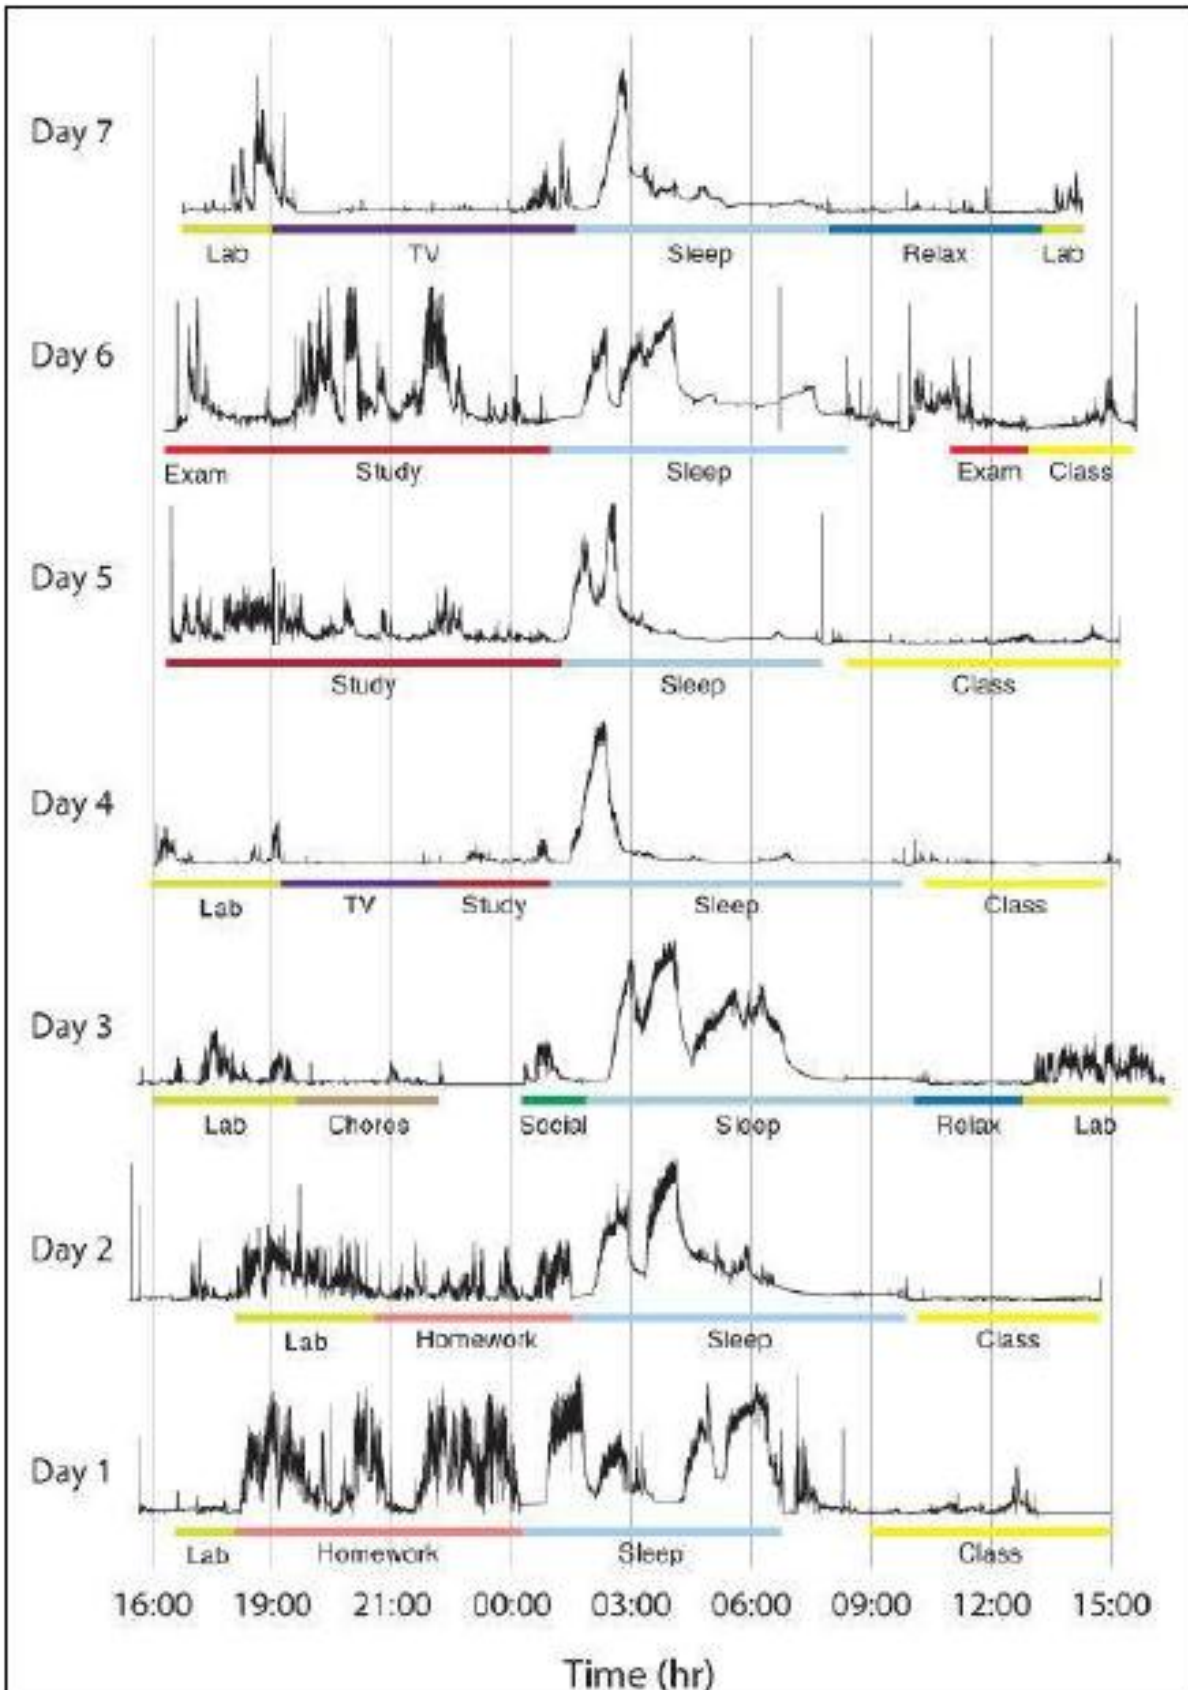 Day 7
Lab TV Sleep Relax Lab
Day 6
Exam Study Sleep Exam Class
Day 5
Study Sleep Class
Day 4
Lab TV Study Sleep Class
Day 3
Lab Chores Social Sleep Relax Lab
Day 2
Lab Homework Sleep Class
Day 1
Lab Homework Sleep Class
16:00 19:00 21:00 00:00 03:00 06:00 09:00 12:00 15:00
Time (hr)